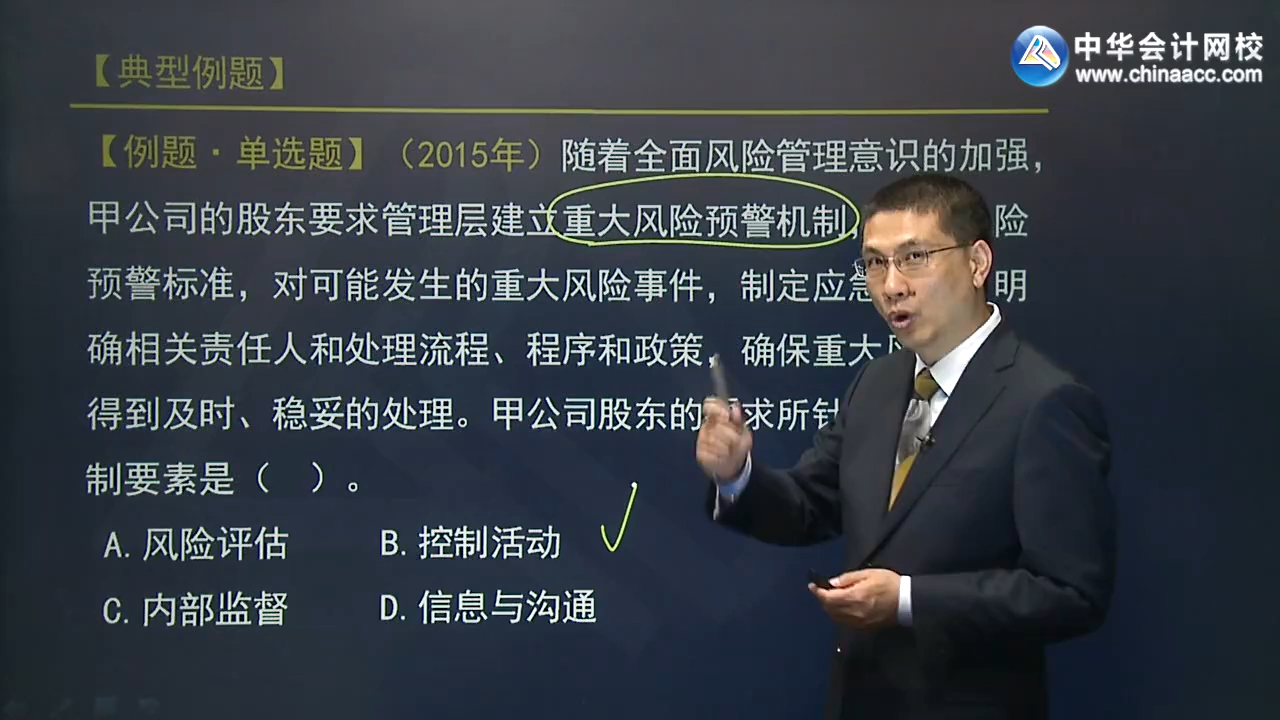 中华会计网校
www.chinaacc.com
【典型例题】
【例题·单选题】（2015年）随着全面风险管理意识的加强，
甲公司的股东要求管理层建立重大风险预警机制，险
预警标准，对可能发生的重大风险事件，制定应急明
确相关责任人和处理流程、程序和政策，确保重大
得到及时、稳妥的处理。甲公司股东的求所针
制要素是（ ）。
A.风险评估 B.控制活动
C.内部监督 D.信息与沟通